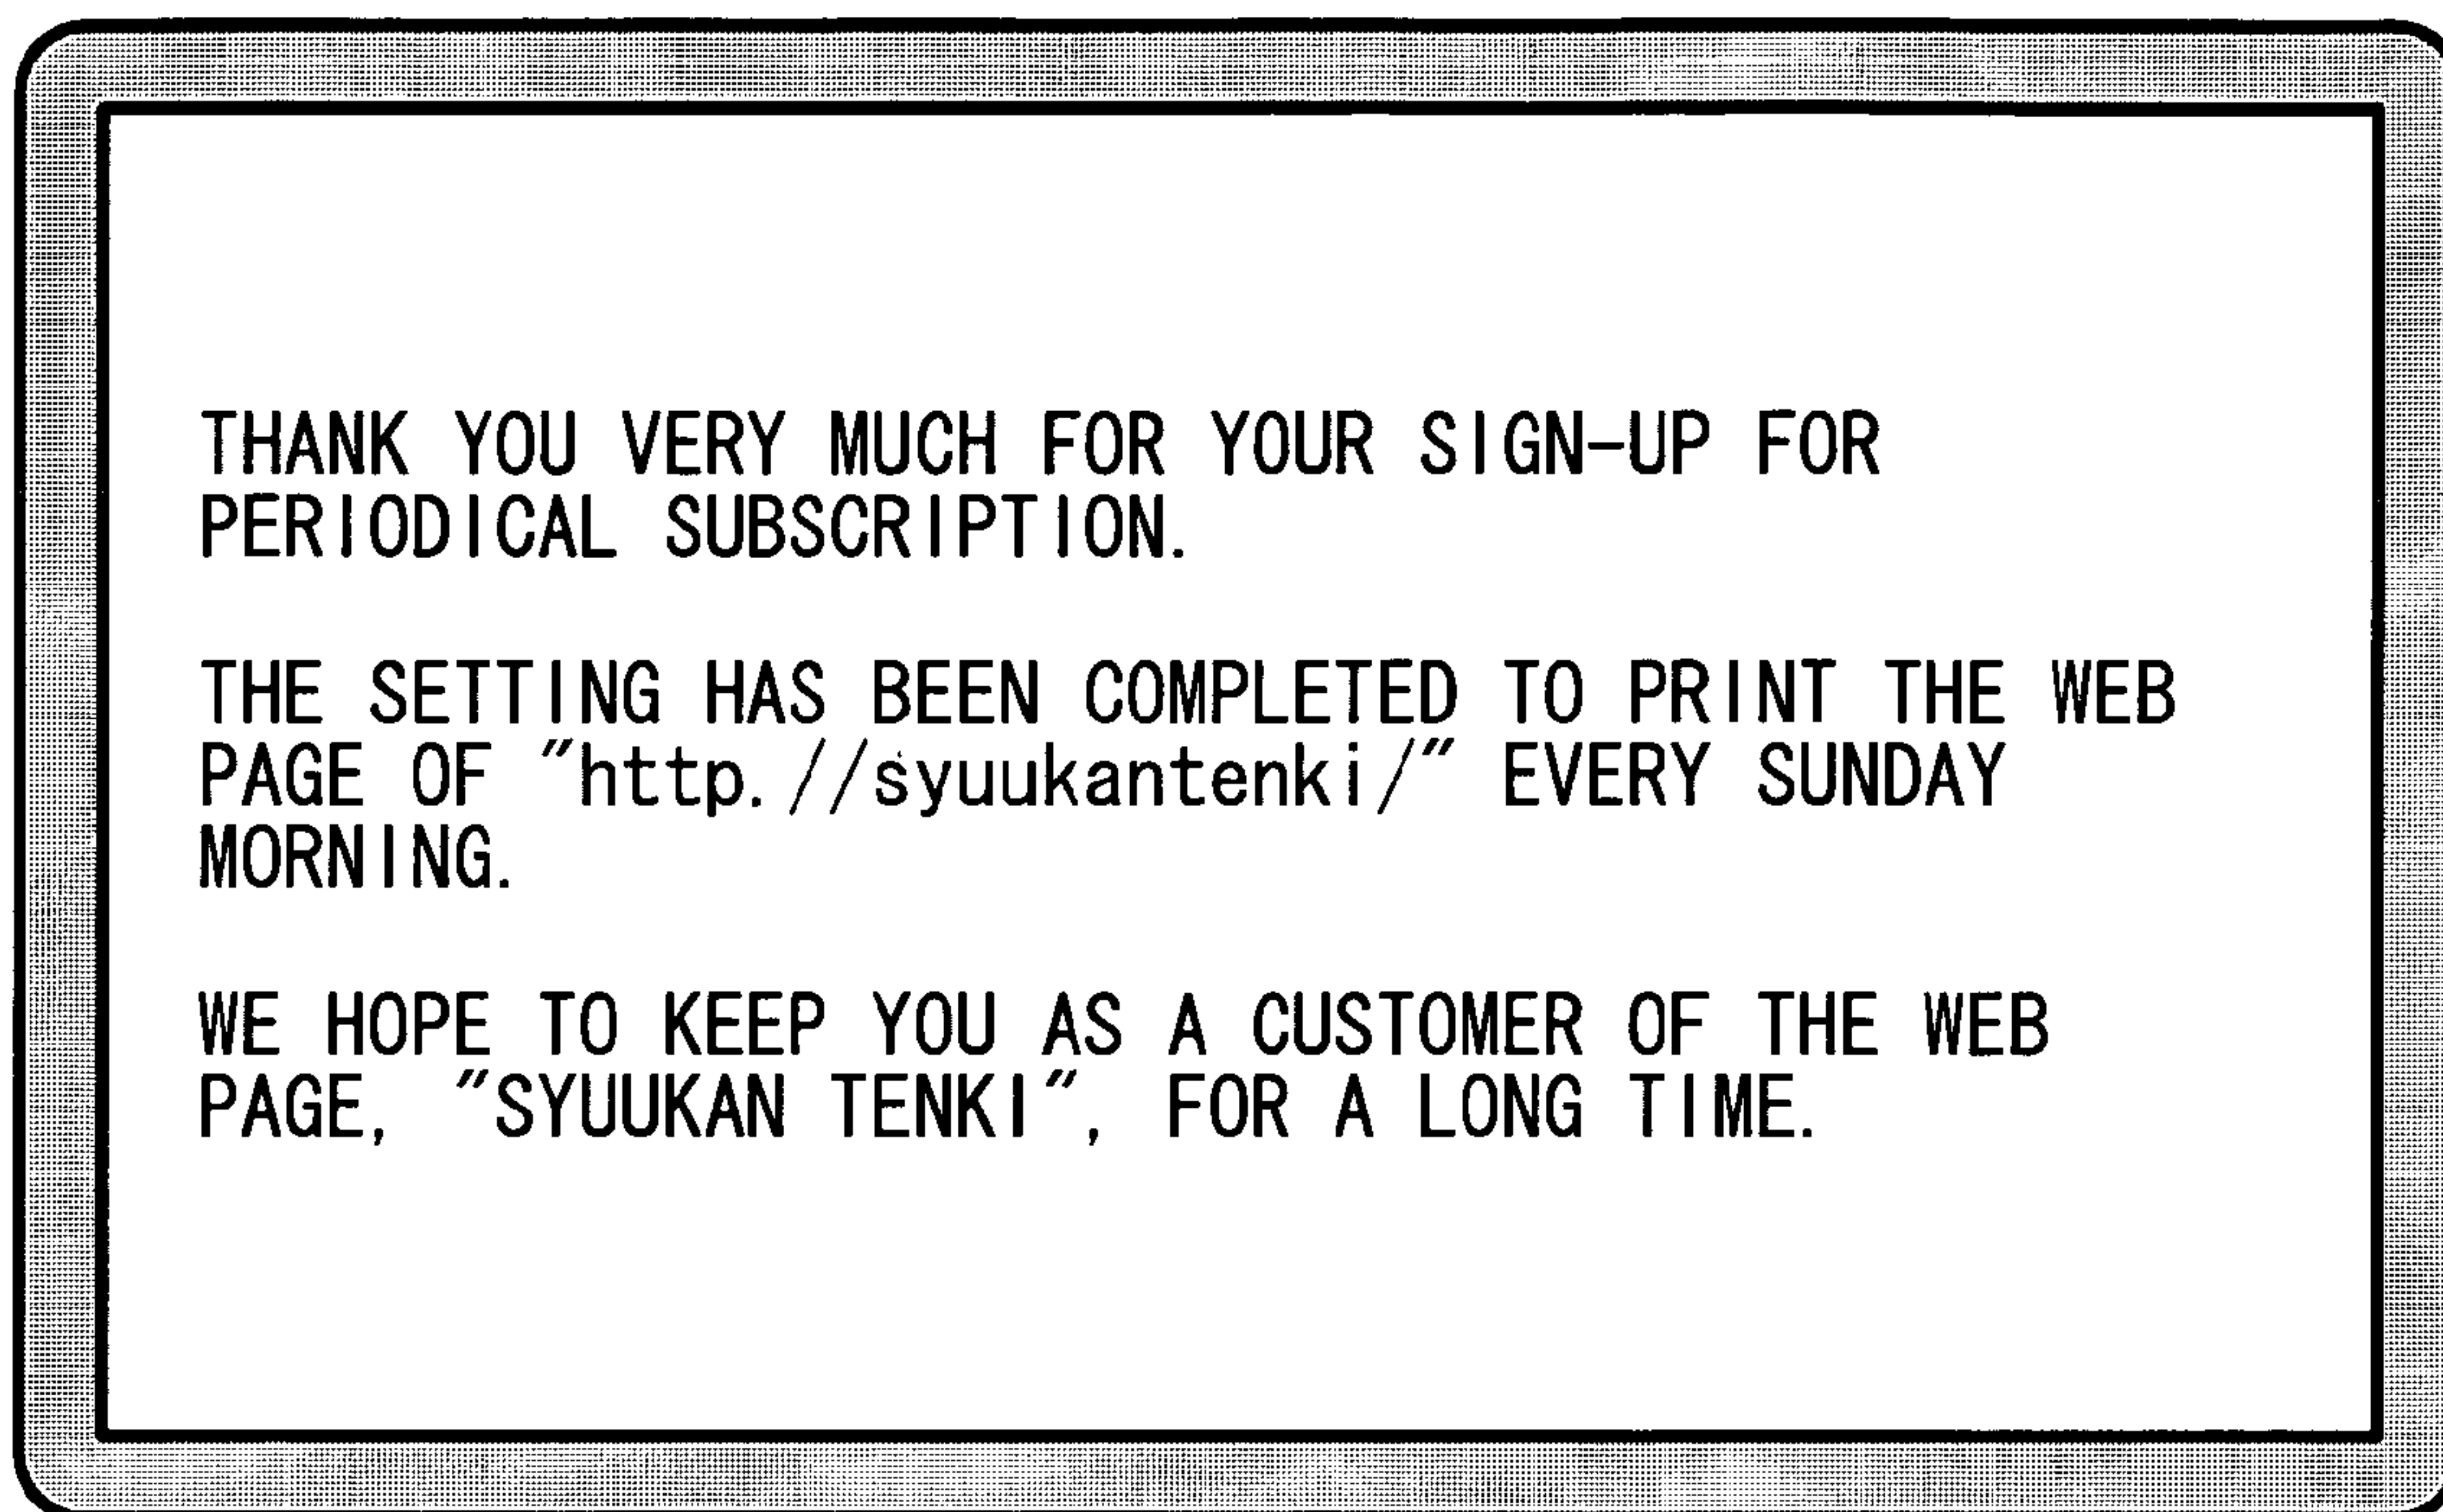 THANK YOU VERY MUCH FOR YOUR SIGN-UP FOR
PERIODICAL SUBSCRIPTION.
THE SETTING HAS BEEN COMPLETED TO PRINT THE WEB
PAGE OF "http.//syuukantenki/" EVERY SUNDAY
MORNING.
WE HOPE TO KEEP YOU AS A CUSTOMER OF THE WEB
PAGE, "SYUUKAN TENKI", FOR A LONG TIME.